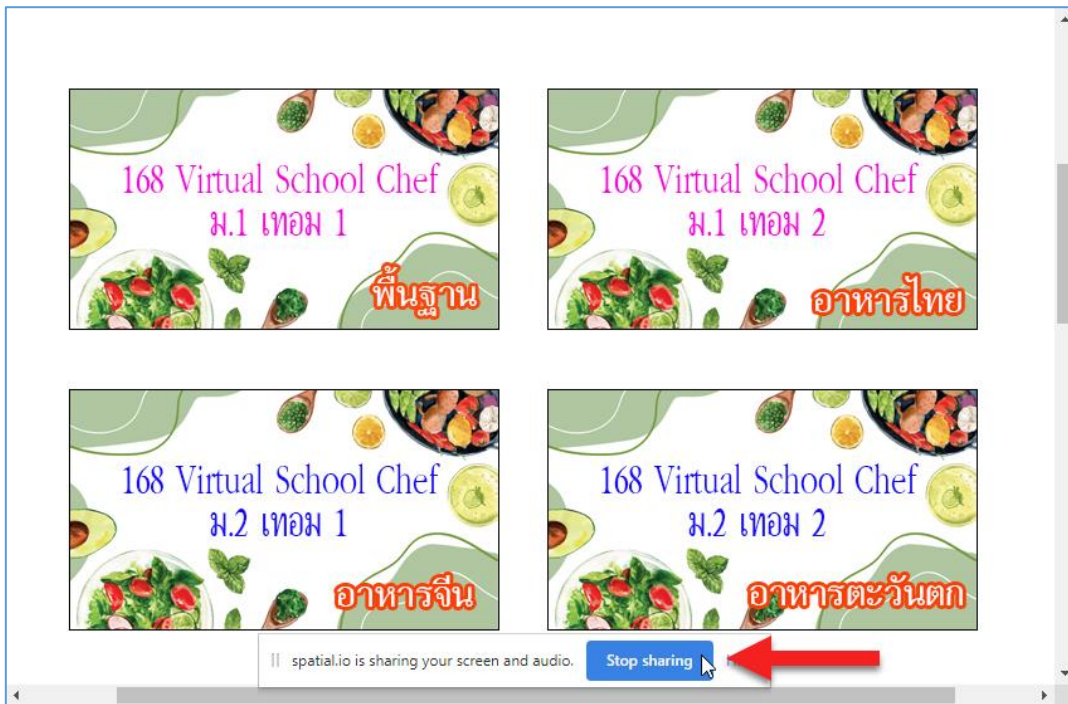 168 Virtual School Chef
ม.1 เทอม 1
พื้นฐาน
168 Virtual School Chef
ม.1 เทอม 2
อาหารไทย
168 Virtual School Chef
ม.2 เทอม 1
อาหารจีน
168 Virtual School Chef
ม.2 เทอม 2
อาหารตะวันตก
spatial.io is sharing your screen and audio.
Stop sharing